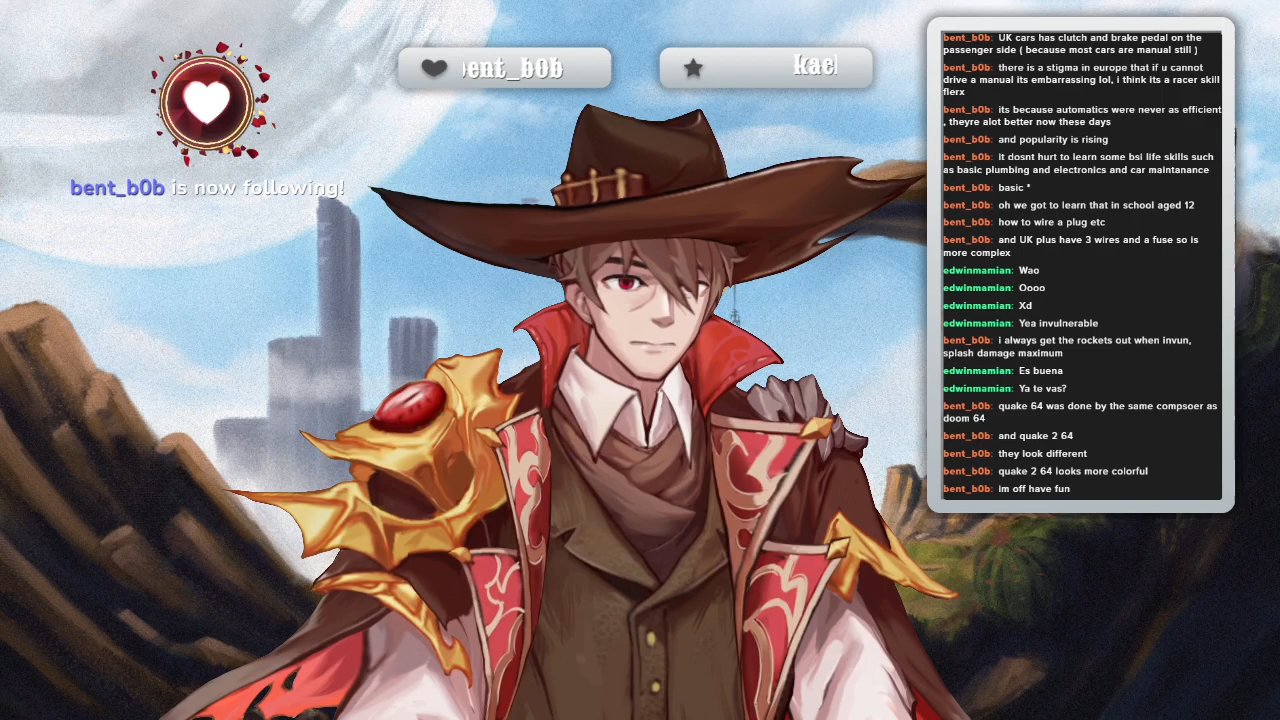 bent_b0b
kacl
bent_b0b is now following!
bent_b0b: UK cars has clutch and brake pedal on the
passenger side ( because most cars are manual still )
bent_b0b: there is a stigma in europe that if u cannot
drive a manual its embarrassing lol, i think its a racer skill
flerx
bent_b0b: its because automatics were never as efficient
, theyre alot better now these days
bent_b0b: and popularity is rising
bent_b0b: it dosnt hurt to learn some bsi life skills such
as basic plumbing and electronics and car maintanance
bent_b0b: basic *
bent_b0b: oh we got to learn that in school aged 12
bent_b0b: how to wire a plug etc
bent_b0b: and UK plus have 3 wires and a fuse so is
more complex
edwinmamian: Wao
edwinmamian: Oooo
edwinmamian: Xd
edwinmamian: Yea invulnerable
bent_b0b: i always get the rockets out when invun,
splash damage maximum
edwinmamian: Es buena
edwinmamian: Ya te vas?
bent_b0b: quake 64 was done by the same compsoer as
doom 64
bent_b0b: and quake 2 64
bent_b0b: they look different
bent_b0b: quake 2 64 looks more colorful
bent_b0b: im off have fun